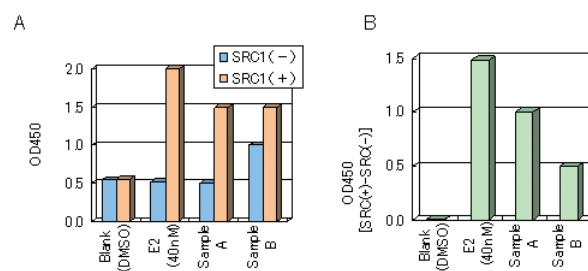 A
SRC1(−)
SRC1(+)
OD450
2.0
1.5
1.0
0.5
0.0
Blank
(DMSO)
E2
(40nM)
Sample
A
Sample
B
B
OD450
[SRC(+)-SRC(-)]
1.5
1.0
0.5
0.0
Blank
(DMSO)
E2
(40nM)
Sample
A
Sample
B